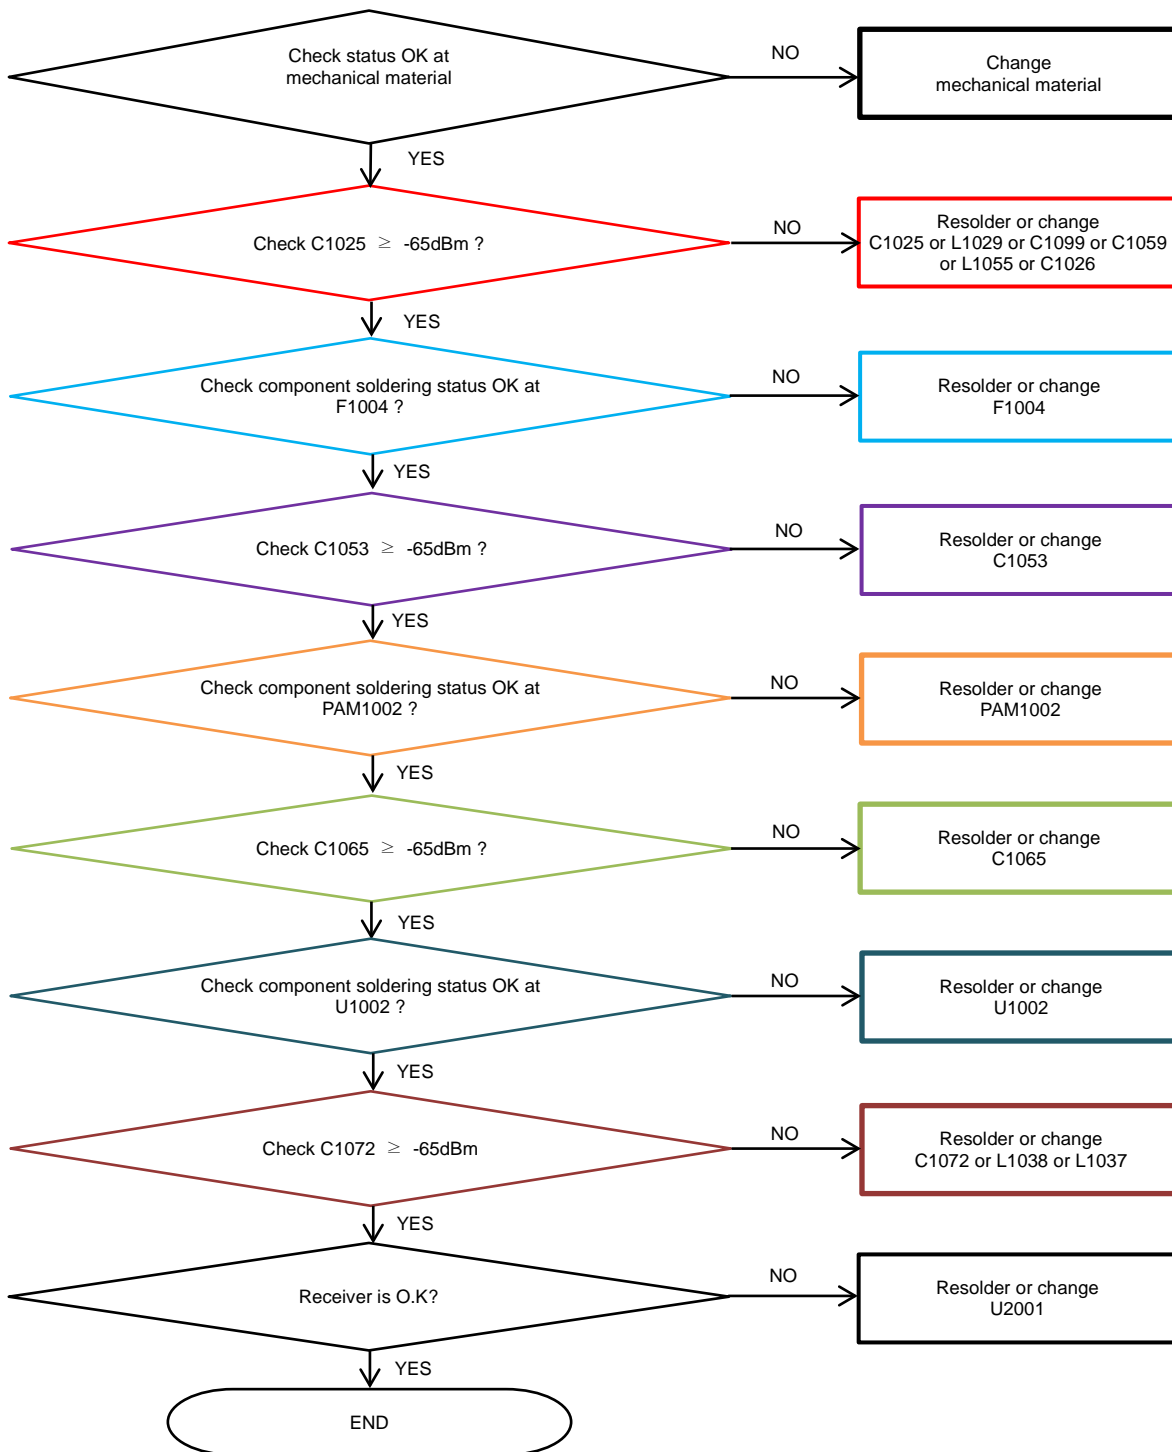 Check status OK at
mechanical material
NO
Change
mechanical material
YES
Check C1025 ≥ -65dBm ?
NO
Resolder or change
C1025 or L1029 or C1099 or C1059
or L1055 or C1026
YES
Check component soldering status OK at
F1004 ?
NO
Resolder or change
F1004
YES
Check C1053 ≥ -65dBm ?
NO
Resolder or change
C1053
YES
Check component soldering status OK at
PAM1002 ?
NO
Resolder or change
PAM1002
YES
Check C1065 ≥ -65dBm ?
NO
Resolder or change
C1065
YES
Check component soldering status OK at
U1002 ?
NO
Resolder or change
U1002
YES
Check C1072 ≥ -65dBm
NO
Resolder or change
C1072 or L1038 or L1037
YES
Receiver is O.K?
NO
Resolder or change
U2001
YES
END